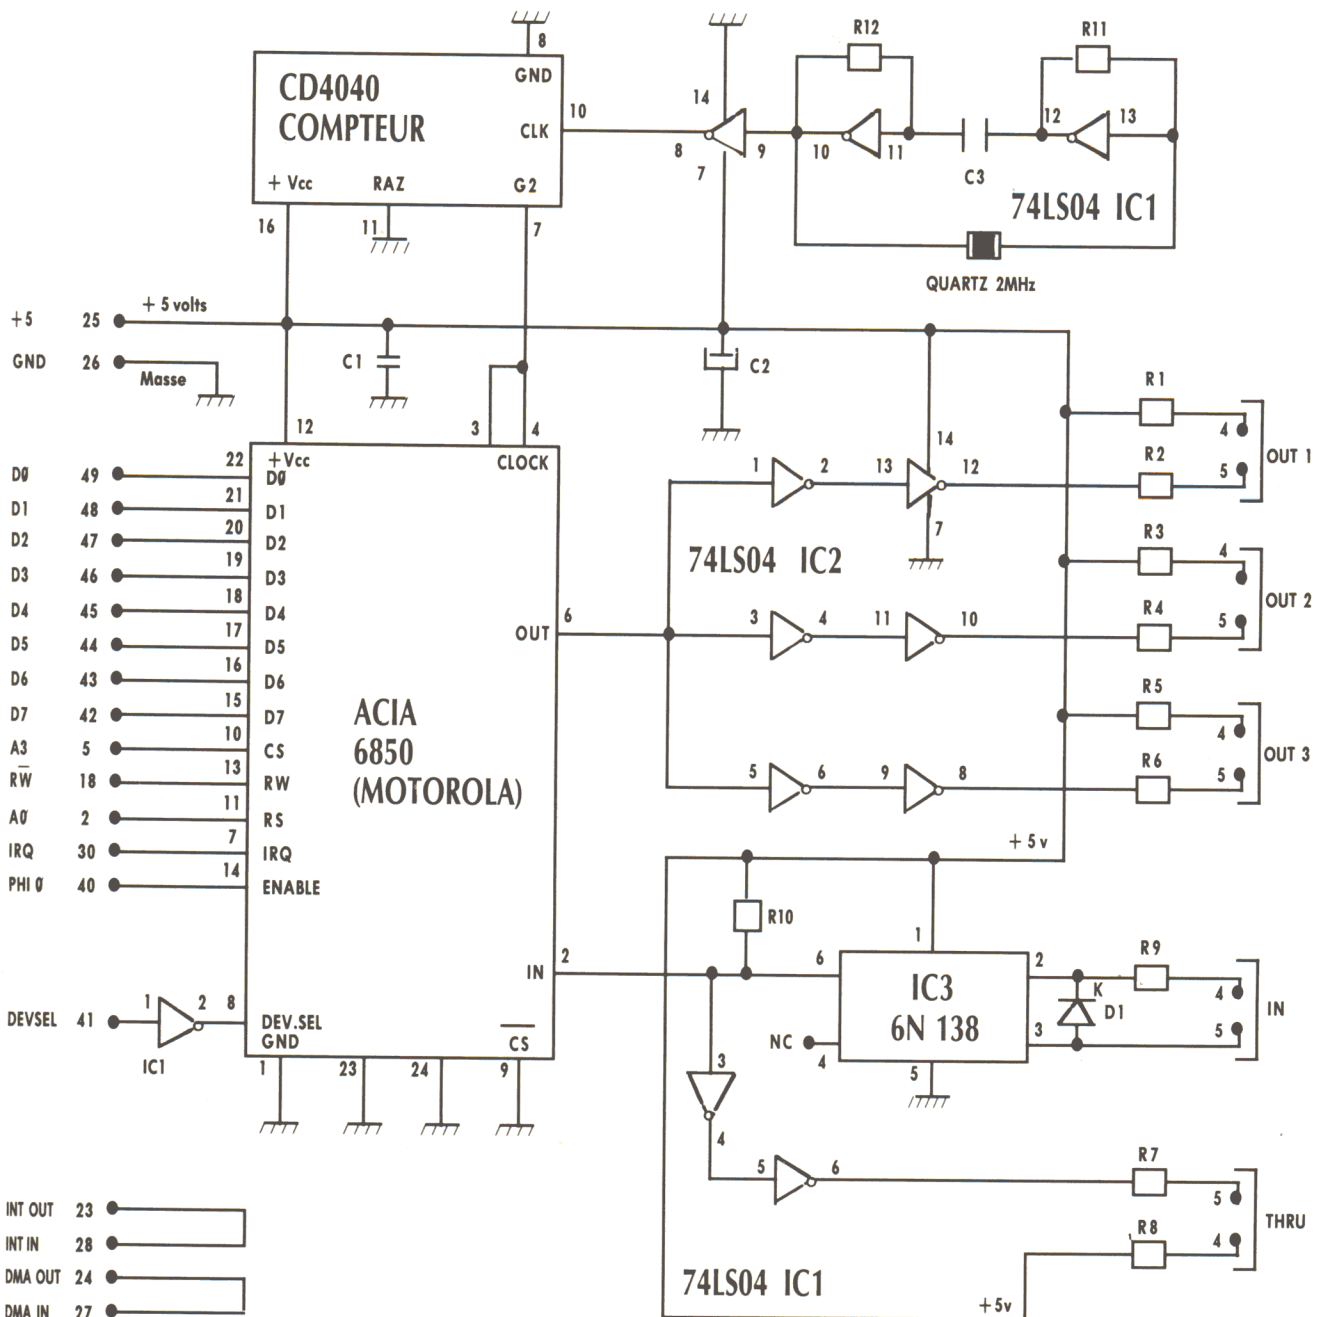 8
GND
CD4040
COMPTEUR
CLK
10
+ Vcc
RAZ
G2
16
11
7
14
8
9
7
R12
10
11
C3
R11
12
13
74LS04 IC1
QUARTZ 2MHz
+5 25
+ 5 volts
GND 26
Masse
C1
C2
12
3
4
+Vcc
CLOCK
D0 49 22 D0
D1 48 21 D1
D2 47 20 D2
D3 46 19 D3
D4 45 18 D4
D5 44 17 D5
D6 43 16 D6
D7 42 15 D7
A3 5 10 CS
RW̅ 18 13 RW
A0 2 11 RS
IRQ 30 7 IRQ
PHI 0 40 14 ENABLE
ACIA
6850
(MOTOROLA)
OUT 6
IN 2
DEVSEL 41 1 2 8 DEV.SEL
IC1
GND
C̅S̅
1
23
24
9
1 2 13 14 12
7
74LS04 IC2
3 4 11 10
5 6 9 8
R1
4
R2
5
OUT 1
R3
4
R4
5
OUT 2
R5
4
R6
5
OUT 3
+ 5 v
R10
1
6
IC3
6N 138
2
3
NC
4
5
R9
K
D1
4
5
IN
3
4
5 6
R7
5
R8
4
THRU
74LS04 IC1
+5v
INT OUT 23
INT IN 28
DMA OUT 24
DMA IN 27